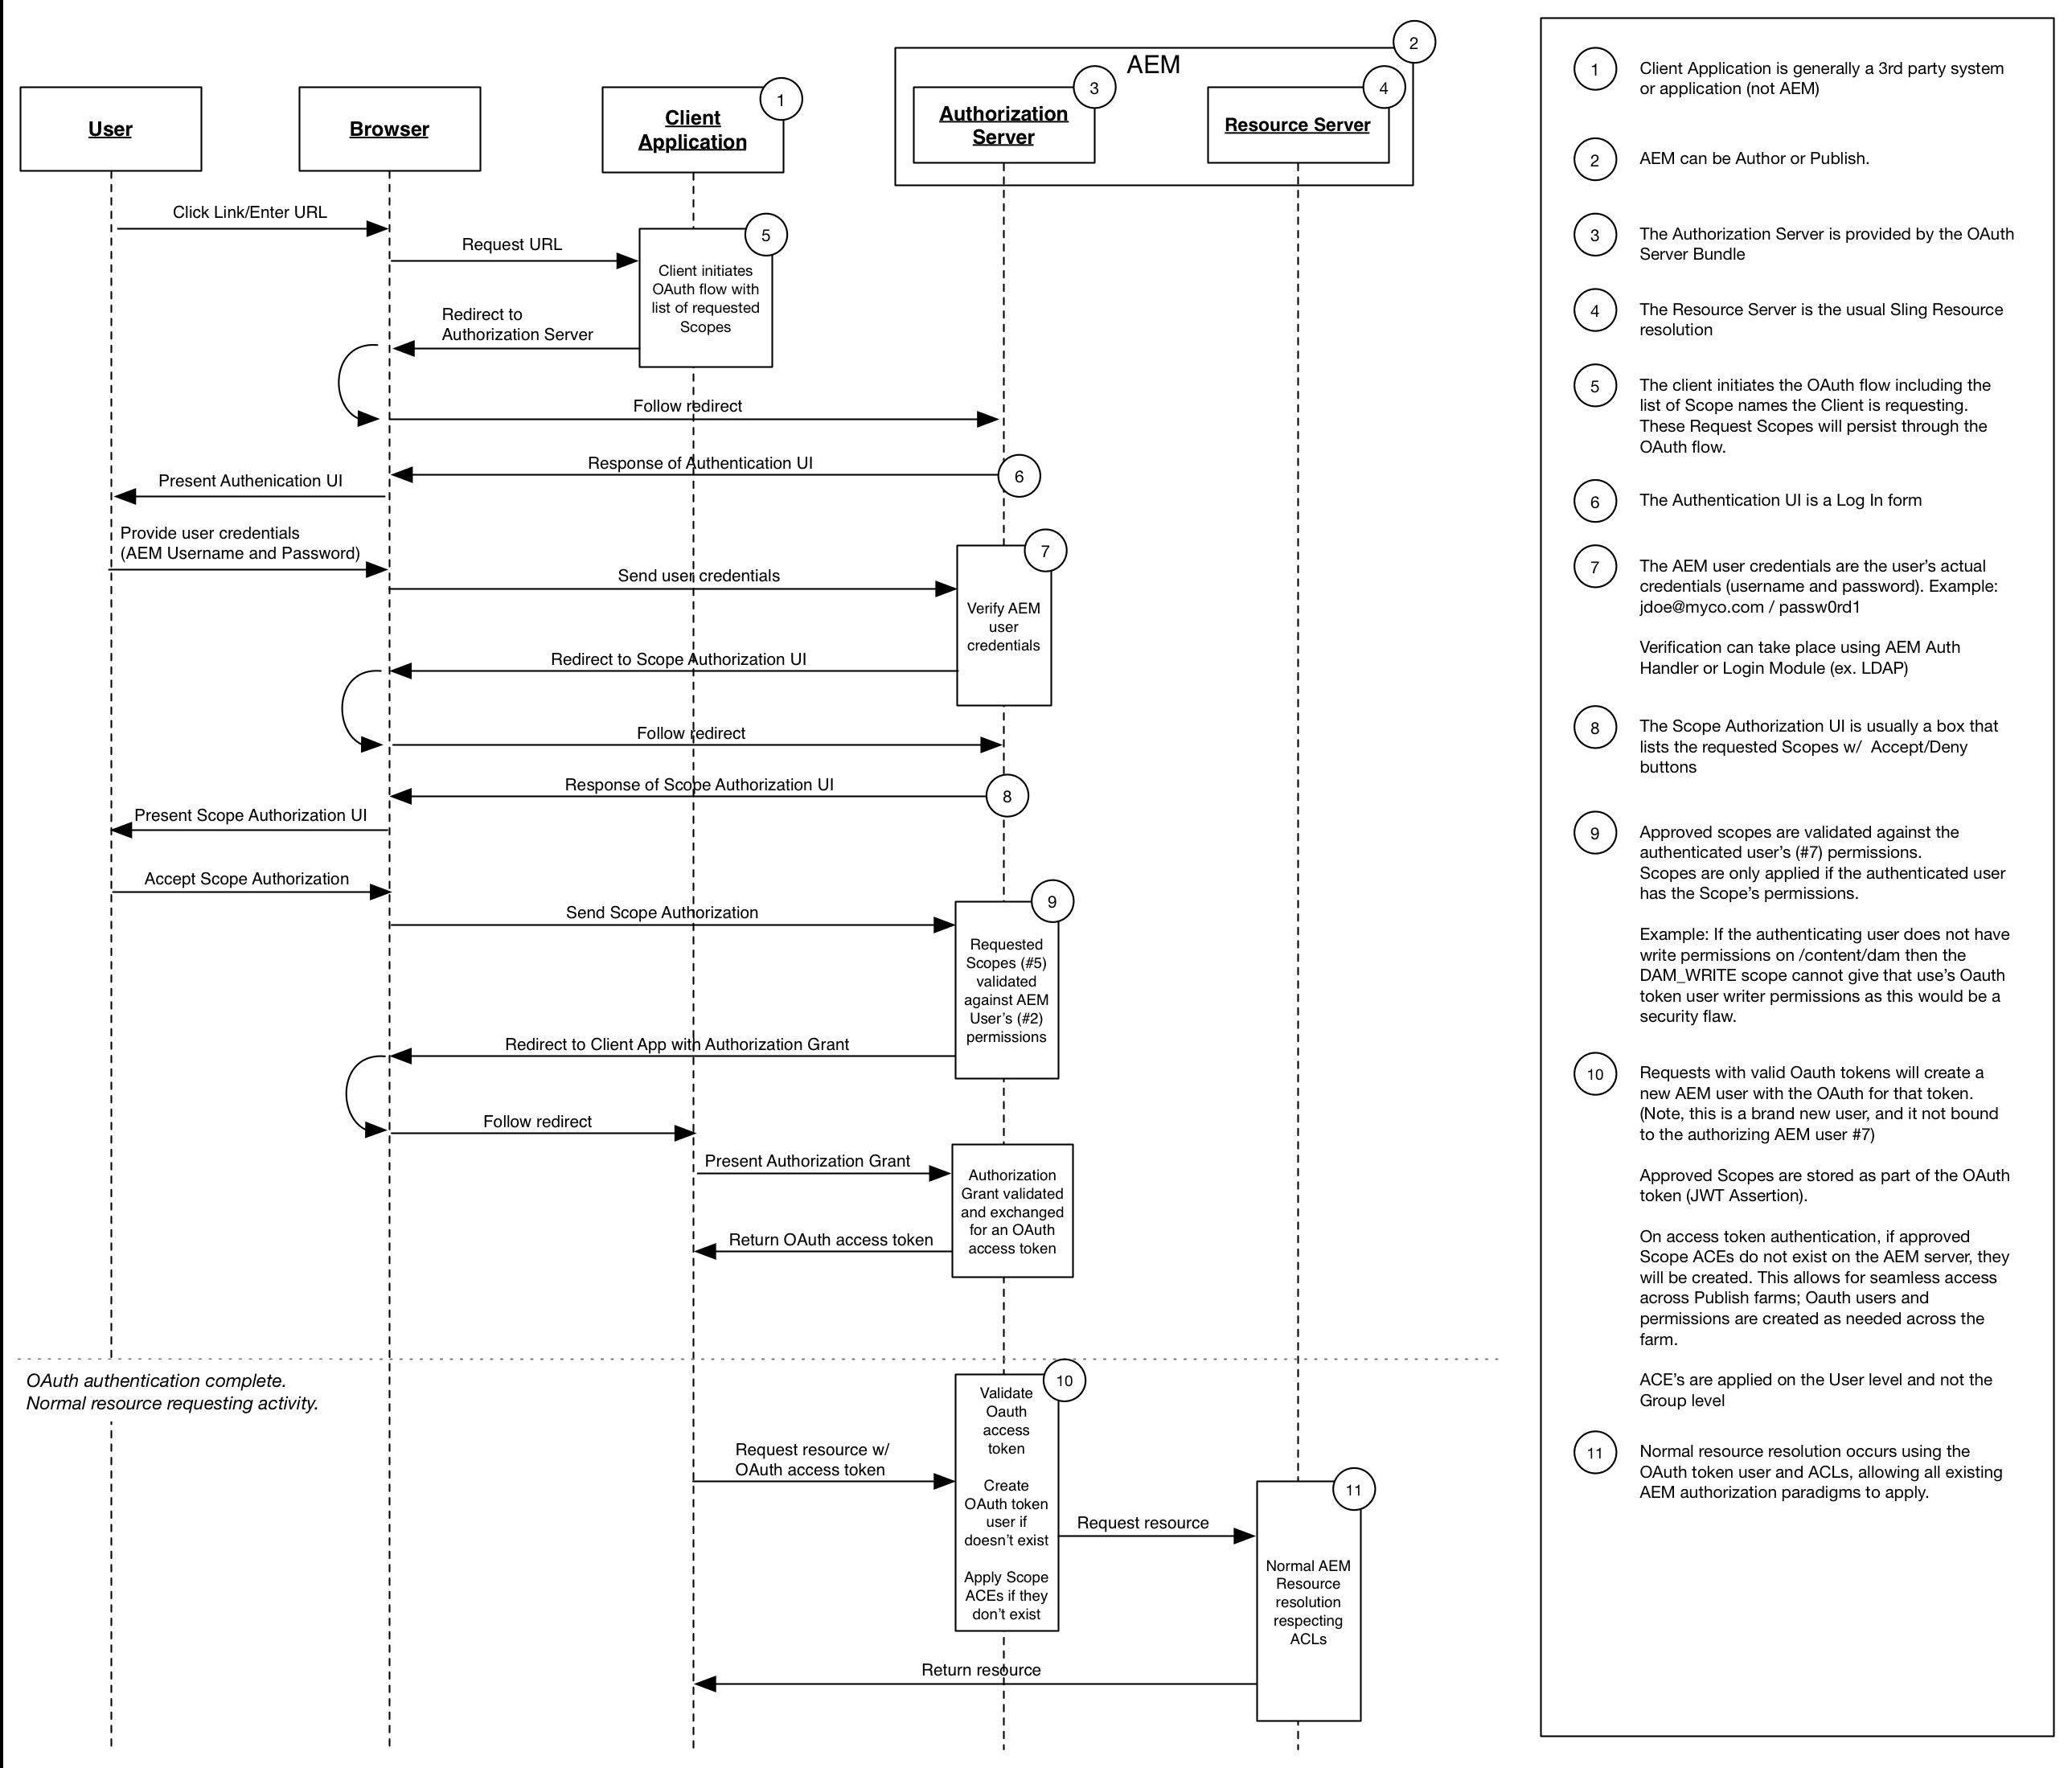 AEM
2
User
Browser
Client
Application
1
Authorization
Server
3
Resource Server
4
Click Link/Enter URL
Request URL
5
Client initiates
OAuth flow with
list of requested
Scopes
Redirect to
Authorization Server
Follow redirect
Response of Authentication UI
6
Present Authenication UI
Provide user credentials
(AEM Username and Password)
Send user credentials
7
Verify AEM
user
credentials
Redirect to Scope Authorization UI
Follow redirect
Response of Scope Authorization UI
8
Present Scope Authorization UI
Accept Scope Authorization
Send Scope Authorization
9
Requested
Scopes (#5)
validated
against AEM
User's (#2)
permissions
Redirect to Client App with Authorization Grant
Follow redirect
Present Authorization Grant
Authorization
Grant validated
and exchanged
for an OAuth
access token
Return OAuth access token
OAuth authentication complete.
Normal resource requesting activity.
10
Validate
Oauth
access
token
Create
OAuth token
user if
doesn't exist
Apply Scope
ACEs if they
don't exist
Request resource w/
OAuth access token
Request resource
11
Normal AEM
Resource
resolution
respecting
ACLs
Return resource
1
Client Application is generally a 3rd party system
or application (not AEM)
2
AEM can be Author or Publish.
3
The Authorization Server is provided by the OAuth
Server Bundle
4
The Resource Server is the usual Sling Resource
resolution
5
The client initiates the OAuth flow including the
list of Scope names the Client is requesting.
These Request Scopes will persist through the
OAuth flow.
6
The Authentication UI is a Log In form
7
The AEM user credentials are the user's actual
credentials (username and password). Example:
jdoe@myco.com / passw0rd1
Verification can take place using AEM Auth
Handler or Login Module (ex. LDAP)
8
The Scope Authorization UI is usually a box that
lists the requested Scopes w/  Accept/Deny
buttons
9
Approved scopes are validated against the
authenticated user's (#7) permissions.
Scopes are only applied if the authenticated user
has the Scope's permissions.
Example: If the authenticating user does not have
write permissions on /content/dam then the
DAM_WRITE scope cannot give that use's Oauth
token user writer permissions as this would be a
security flaw.
10
Requests with valid Oauth tokens will create a
new AEM user with the OAuth for that token.
(Note, this is a brand new user, and it not bound
to the authorizing AEM user #7)
Approved Scopes are stored as part of the OAuth
token (JWT Assertion).
On access token authentication, if approved
Scope ACEs do not exist on the AEM server, they
will be created. This allows for seamless access
across Publish farms; Oauth users and
permissions are created as needed across the
farm.
ACE's are applied on the User level and not the
Group level
11
Normal resource resolution occurs using the
OAuth token user and ACLs, allowing all existing
AEM authorization paradigms to apply.